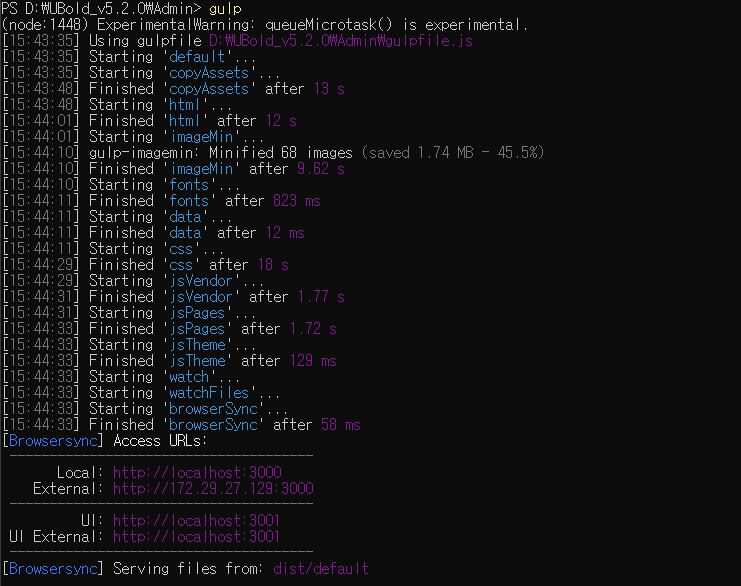 PS D:₩UBold_v5.2.0₩Admin> gulp
(node:1448) ExperimentalWarning: queueMicrotask() is experimental.
[15:43:35] Using gulpfile D:₩UBold_v5.2.0₩Admin₩gulpfile.js
[15:43:35] Starting 'default'...
[15:43:35] Starting 'copyAssets'...
[15:43:48] Finished 'copyAssets' after 13 s
[15:43:48] Starting 'html'...
[15:44:01] Finished 'html' after 12 s
[15:44:01] Starting 'imageMin'...
[15:44:10] gulp-imagemin: Minified 68 images (saved 1.74 MB - 45.5%)
[15:44:10] Finished 'imageMin' after 9.62 s
[15:44:10] Starting 'fonts'...
[15:44:11] Finished 'fonts' after 823 ms
[15:44:11] Starting 'data'...
[15:44:11] Finished 'data' after 12 ms
[15:44:11] Starting 'css'...
[15:44:29] Finished 'css' after 18 s
[15:44:29] Starting 'jsVendor'...
[15:44:31] Finished 'jsVendor' after 1.77 s
[15:44:31] Starting 'jsPages'...
[15:44:33] Finished 'jsPages' after 1.72 s
[15:44:33] Starting 'jsTheme'...
[15:44:33] Finished 'jsTheme' after 129 ms
[15:44:33] Starting 'watch'...
[15:44:33] Starting 'watchFiles'...
[15:44:33] Starting 'browserSync'...
[15:44:33] Finished 'browserSync' after 58 ms
[Browsersync] Access URLs:
--------------------------------------
Local: http://localhost:3000
External: http://172.29.27.129:3000
--------------------------------------
UI: http://localhost:3001
UI External: http://localhost:3001
--------------------------------------
[Browsersync] Serving files from: dist/default